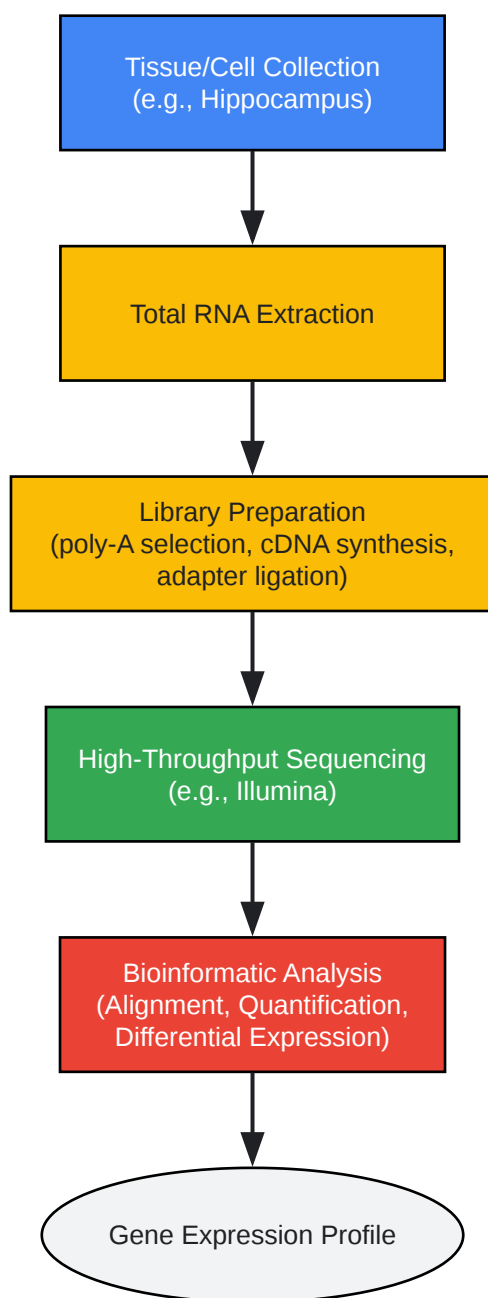 Tissue/Cell Collection
(e.g., Hippocampus)
Total RNA Extraction
Library Preparation
(poly-A selection, cDNA synthesis,
adapter ligation)
High-Throughput Sequencing
(e.g., Illumina)
Bioinformatic Analysis
(Alignment, Quantification,
Differential Expression)
Gene Expression Profile